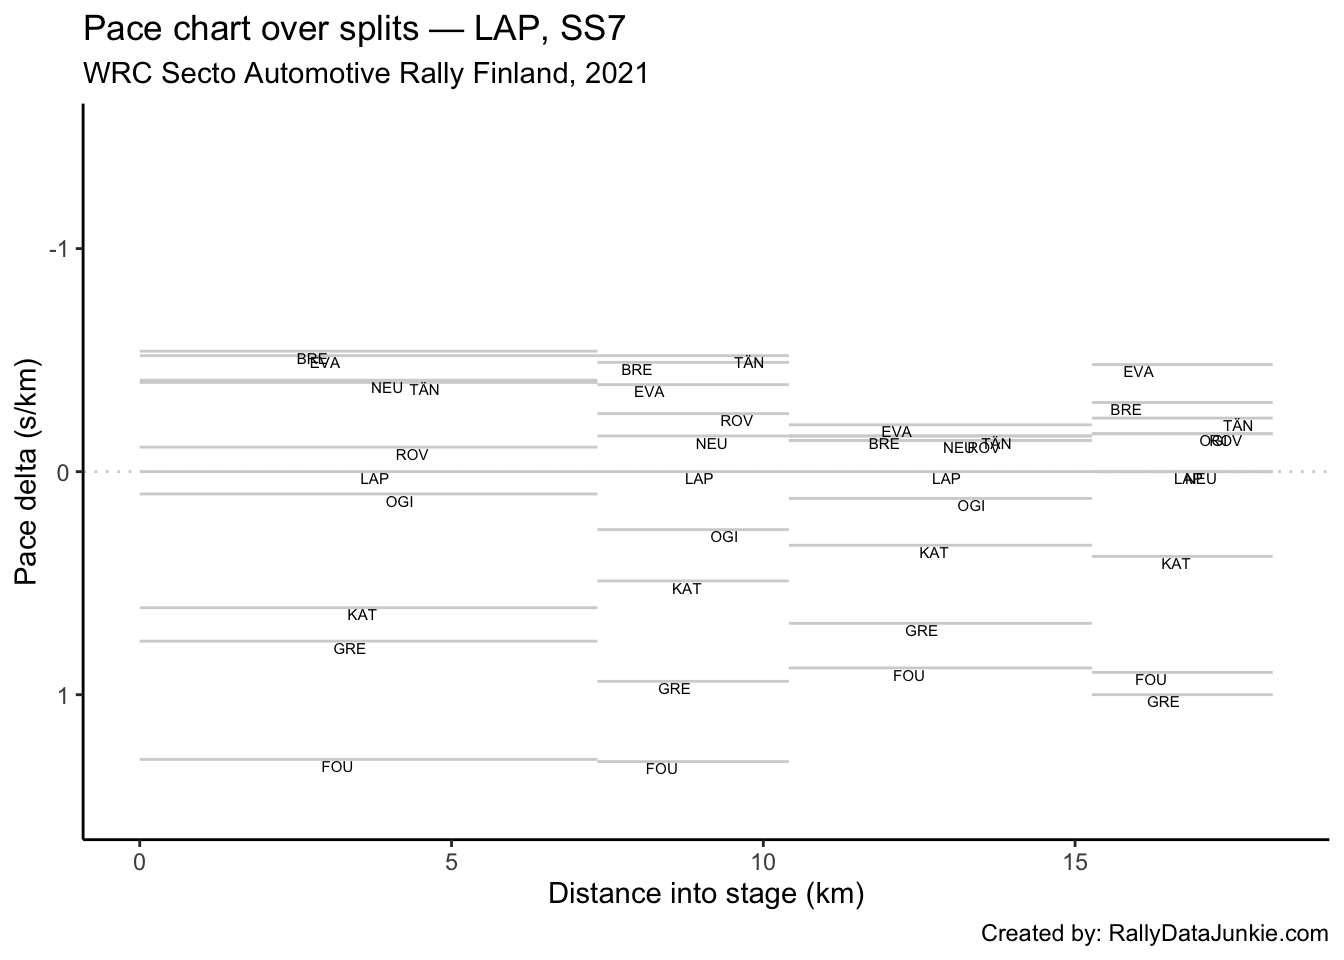 Pace chart over splits — LAP, SS7
WRC Secto Automotive Rally Finland, 2021
Pace delta (s/km)
-1
0
1
BRE
EVA
NEU TÄN
ROV
LAP
OGI
KAT
GRE
FOU
TÄN
BRE
EVA
ROV
NEU
LAP
OGI
KAT
GRE
FOU
EVA
BRE
TÄN
NEU
ROV
LAP
OGI
KAT
GRE
FOU
EVA
BRE
TÄN
OGI
ROV
LAP
NEU
KAT
FOU
GRE
0 5 10 15
Distance into stage (km)
Created by: RallyDataJunkie.com